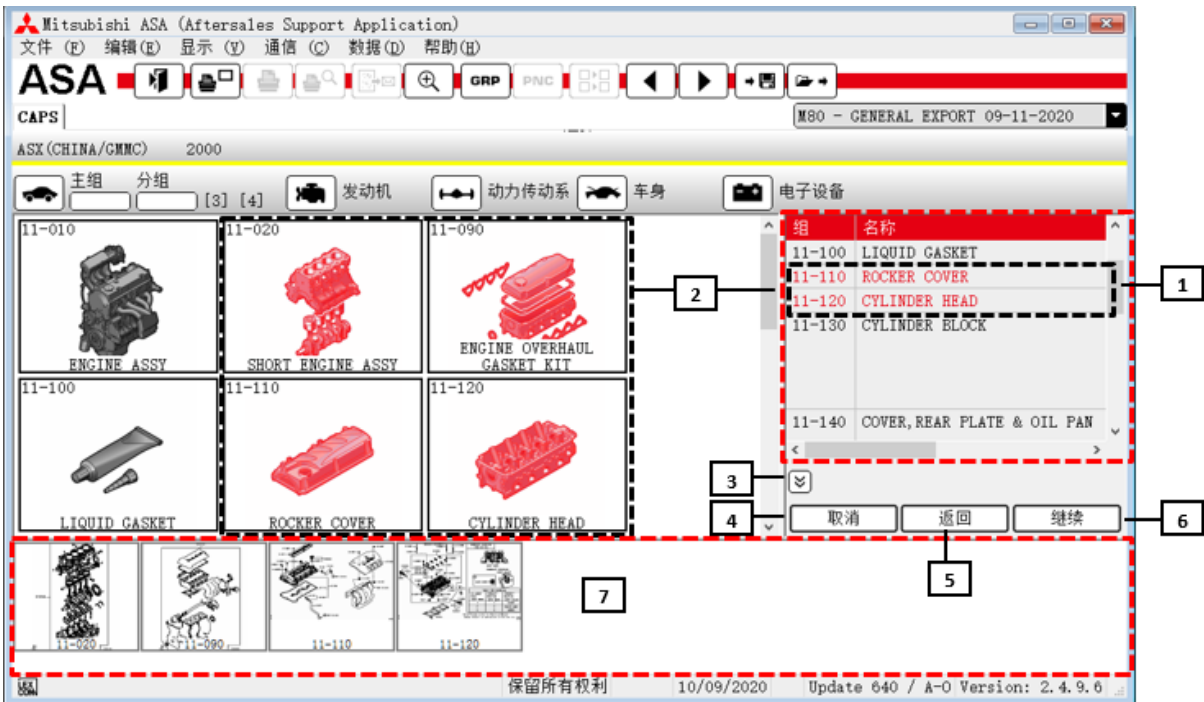 Mitsubishi ASA (Aftersales Support Application)
文件 (F) 编辑(E) 显示 (V) 通信 (C) 数据(D) 帮助(H)
ASA GRP PNC
CAPS M80 - GENERAL EXPORT 09-11-2020
ASX(CHINA/GMMC) 2000
主组 分组 [3] [4] 发动机 动力传动系 车身 电子设备
11-010 11-020 11-090
ENGINE ASSY SHORT ENGINE ASSY ENGINE OVERHAUL
GASKET KIT
11-100 11-110 11-120
LIQUID GASKET ROCKER COVER CYLINDER HEAD
2
组 名称
11-100 LIQUID GASKET
11-110 ROCKER COVER
11-120 CYLINDER HEAD
11-130 CYLINDER BLOCK
11-140 COVER,REAR PLATE & OIL PAN
1
3
4 取消 返回 继续 6
5
7
11-020 11-090 11-110 11-120
LEX
COM
保留所有权利 10/09/2020 Update 640 / A-O Version: 2.4.9.6